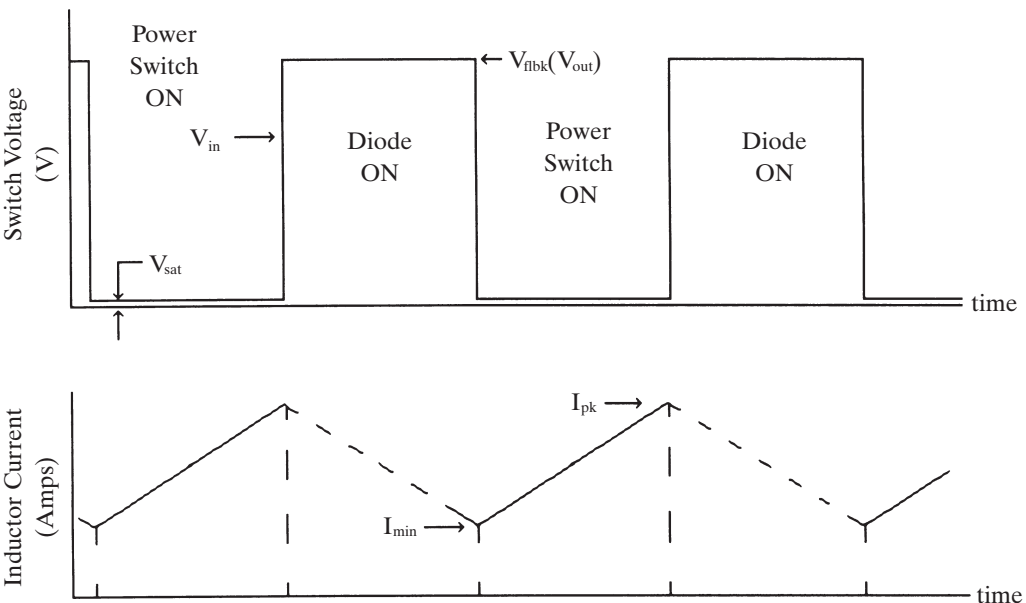 Switch Voltage
(V)
Power
Switch
ON
V_in
V_sat
Diode
ON
V_flbk(V_out)
Power
Switch
ON
Diode
ON
time
Inductor Current
(Amps)
I_min
I_pk
time